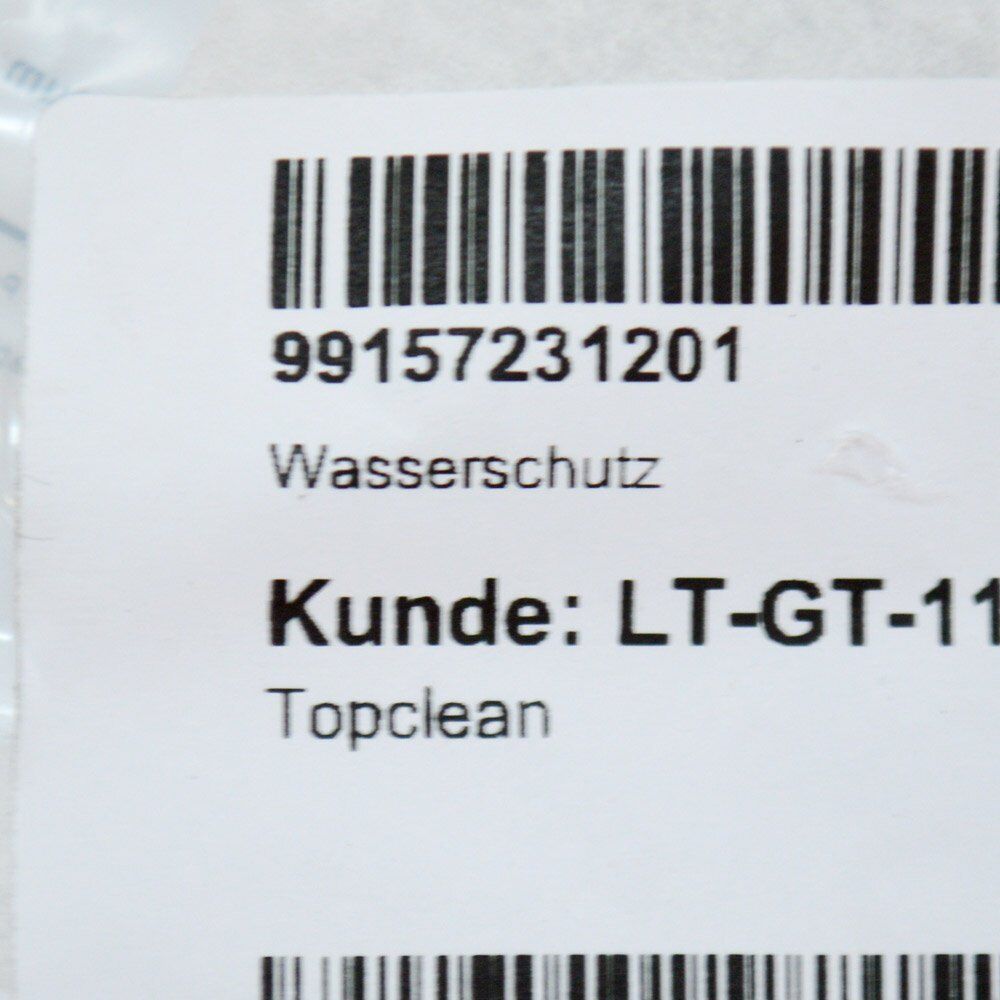 99157231201
Wasserschutz
Kunde: LT-GT-11
Topclean